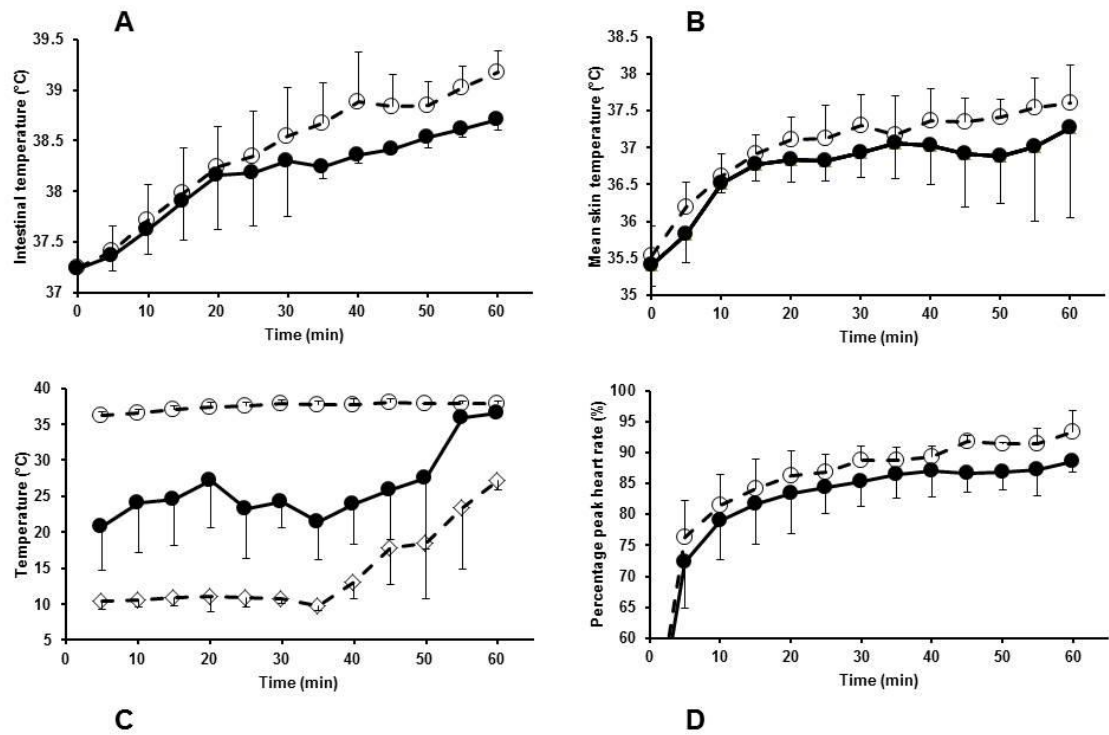 A
Intestinal temperature (°C)
39.5
39
38.5
38
37.5
37
0 10 20 30 40 50 60
Time (min)
B
Mean skin temperature (°C)
38.5
38
37.5
37
36.5
36
35.5
35
0 10 20 30 40 50 60
Time (min)
Temperature (°C)
40
35
30
25
20
15
10
5
0 10 20 30 40 50 60
Time (min)
C
Percentage peak heart rate (%)
100
95
90
85
80
75
70
65
60
0 10 20 30 40 50 60
Time (min)
D